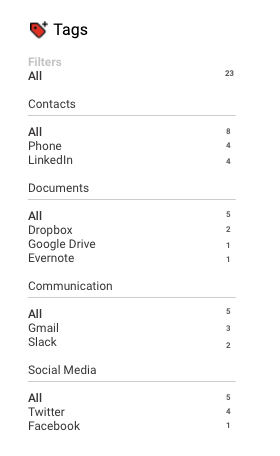 Tags
Filters
All 23
Contacts
All 8
Phone 4
LinkedIn 4
Documents
All 5
Dropbox 2
Google Drive 1
Evernote 1
Communication
All 5
Gmail 3
Slack 2
Social Media
All 5
Twitter 4
Facebook 1